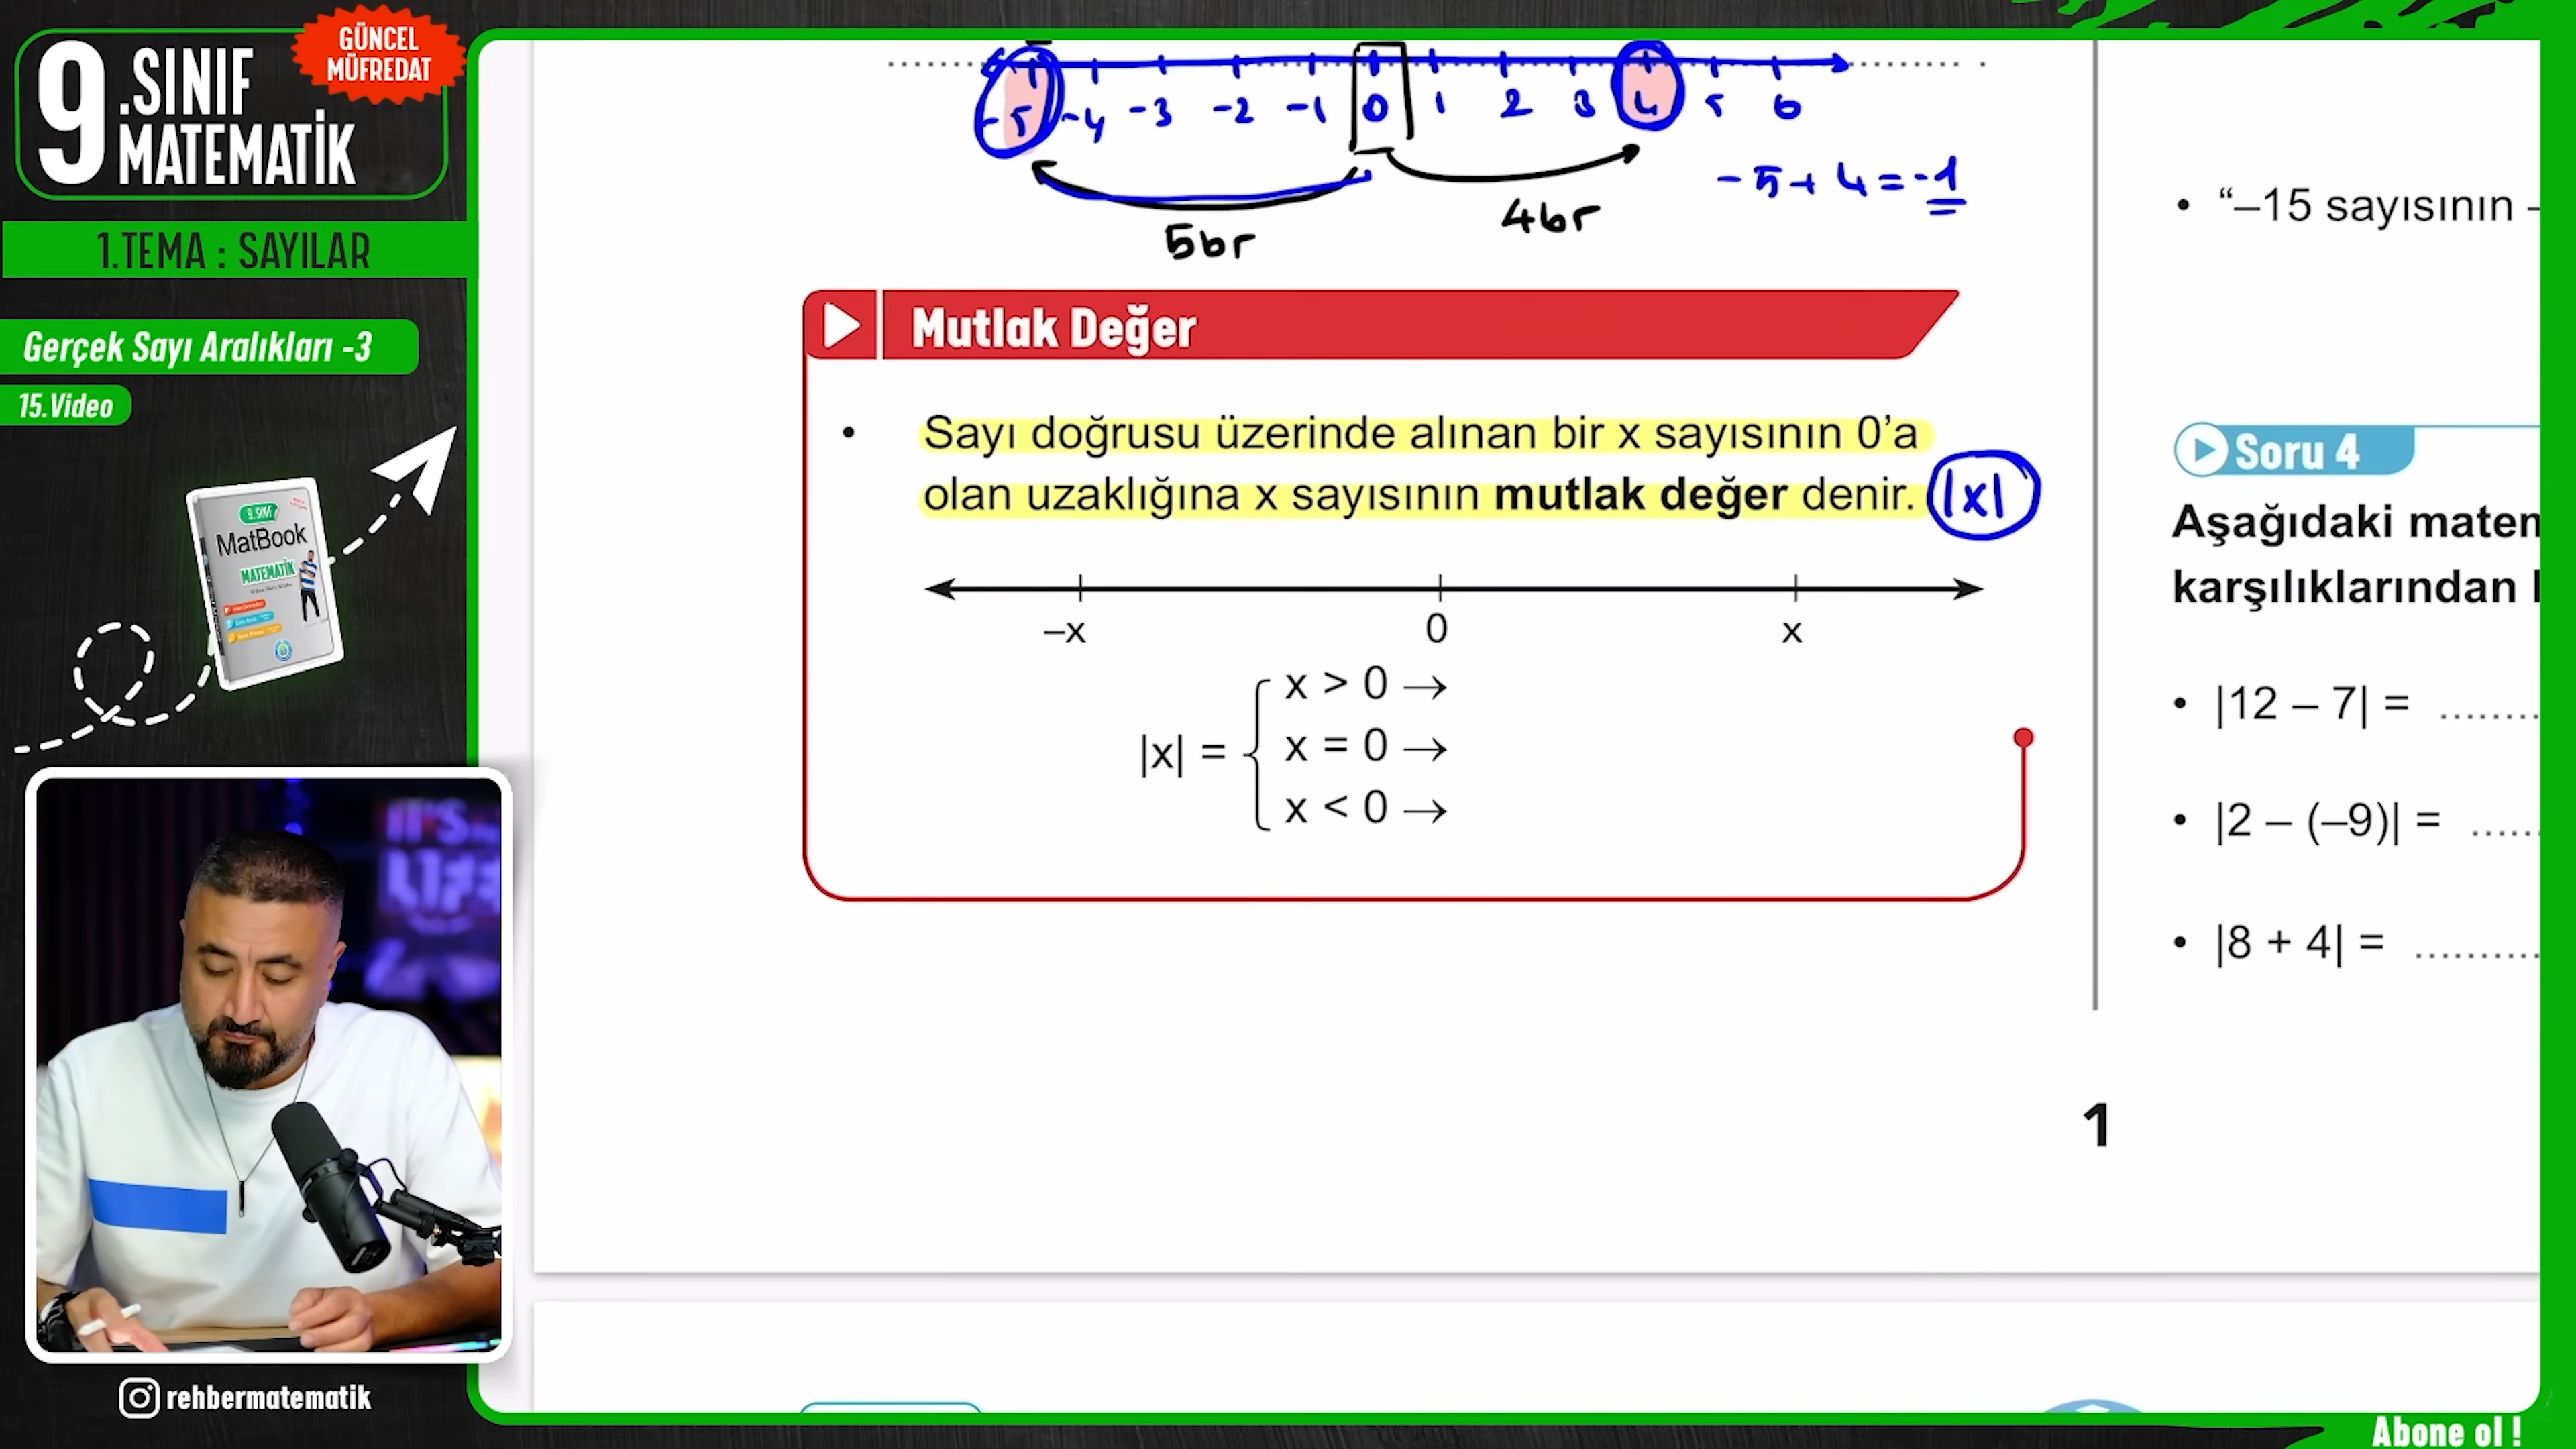 9
.SINIF
MATEMATİK
GÜNCEL
MÜFREDAT
1.TEMA : SAYILAR
Gerçek Sayı Aralıkları -3
15.Video
9. SINIF
MatBook
MATEMATİK
rehbermatematik
-5 -4 -3 -2 -1 0 1 2 3 4 5 6
5br
4br
-5+4=-1
Mutlak Değer
• Sayı doğrusu üzerinde alınan bir x sayısının 0’a
olan uzaklığına x sayısının mutlak değer denir. |x|
–x 0 x
|x| =
x > 0 →
x = 0 →
x < 0 →
• “–15 sayısının -
Soru 4
Aşağıdaki matem
karşılıklarından
• |12 – 7| = ........
• |2 – (–9)| = .....
• |8 + 4| = ..........
1
Abone ol !